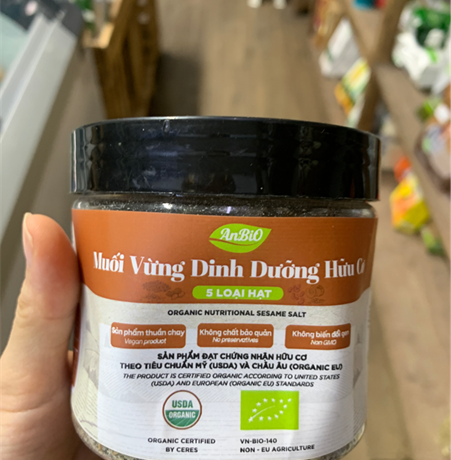 AnBiO
Muối Vừng Dinh Dưỡng Hữu Cơ
5 LOẠI HẠT
ORGANIC NUTRITIONAL SESAME SALT
Sản phẩm thuần chay Không chất bảo quản Không biến đổi gen
Vegan product No preservatives Non GMO
SẢN PHẨM ĐẠT CHỨNG NHẬN HỮU CƠ
THEO TIÊU CHUẨN MỸ (USDA) VÀ CHÂU ÂU (ORGANIC EU)
THE PRODUCT IS CERTIFIED ORGANIC ACCORDING TO UNITED STATES
(USDA) AND EUROPEAN (ORGANIC EU) STANDARDS
USDA
ORGANIC
ORGANIC CERTIFIED
BY CERES
VN-BIO-140
NON - EU AGRICULTURE